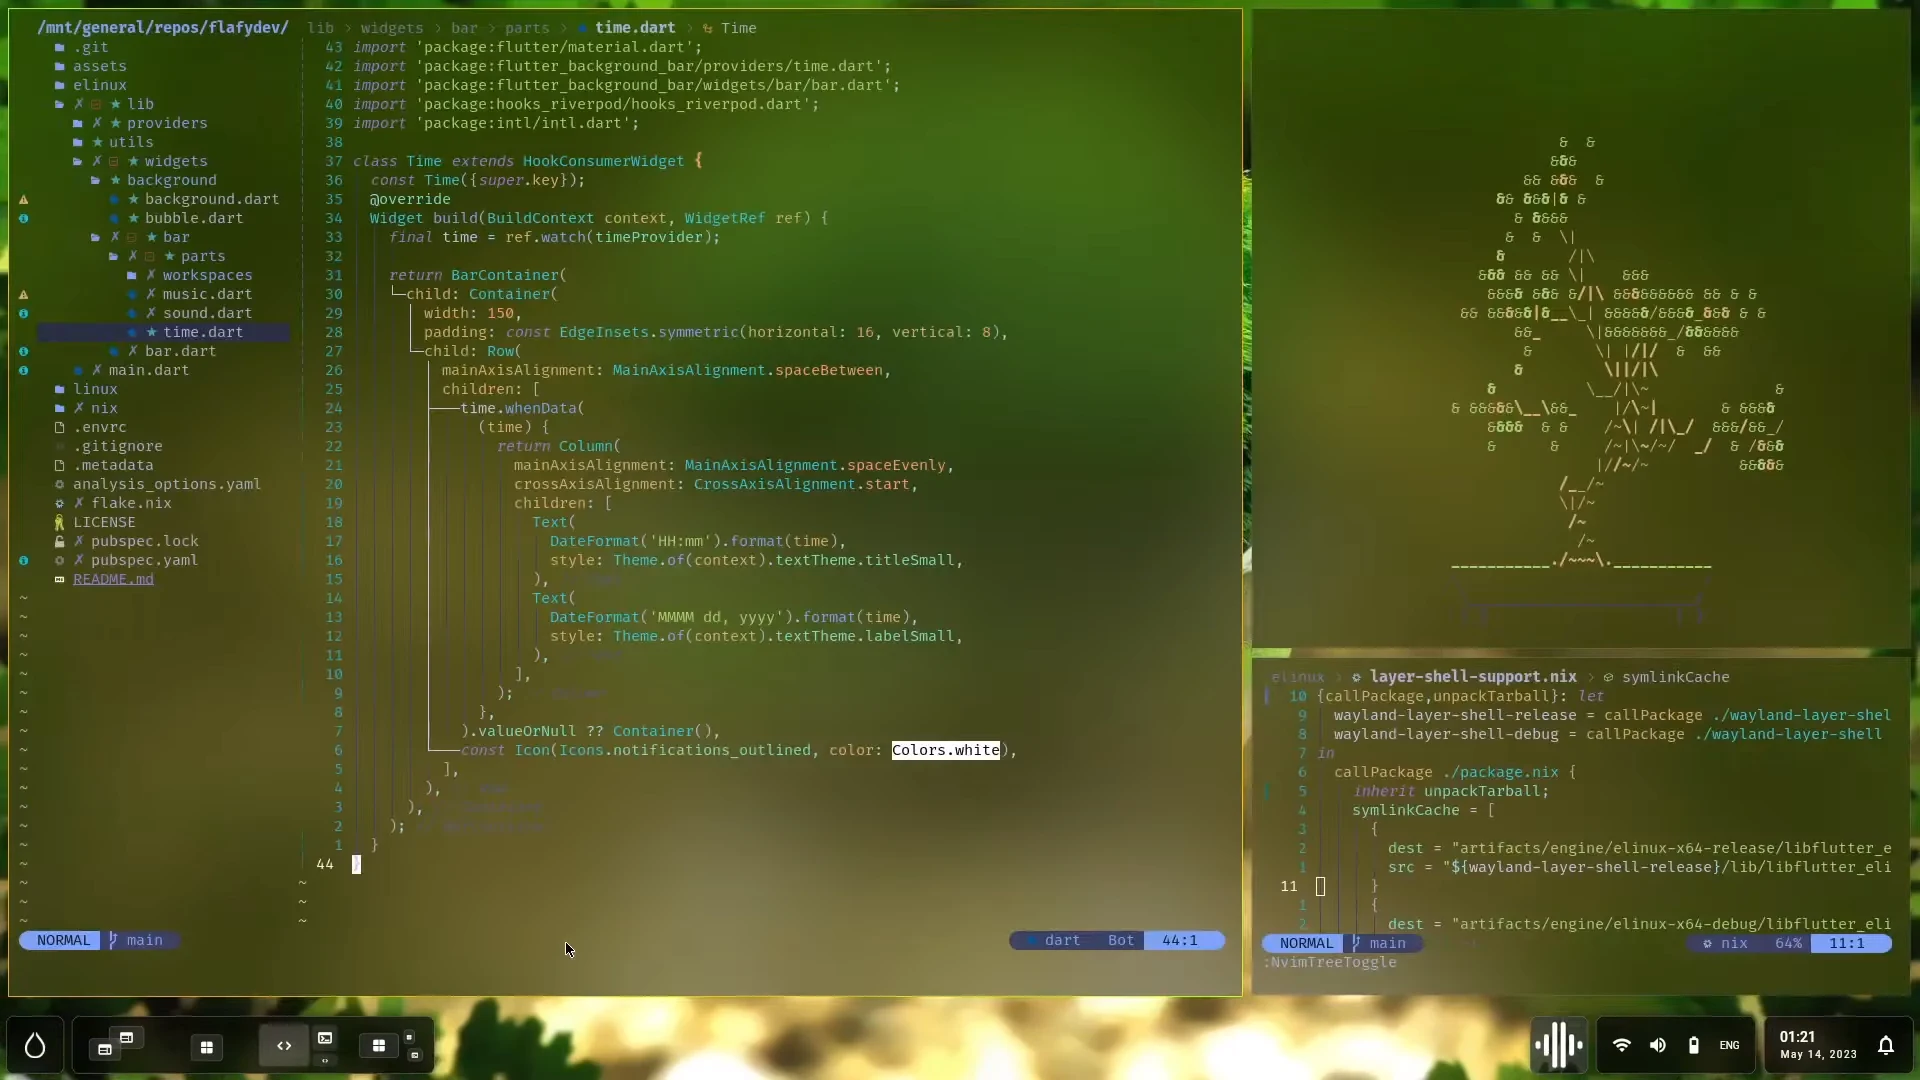 /mnt/general/repos/flafydev/
.git
assets
elinux
lib
providers
utils
widgets
background
background.dart
bubble.dart
bar
parts
workspaces
music.dart
sound.dart
time.dart
bar.dart
main.dart
linux
nix
.envrc
.gitignore
.metadata
analysis_options.yaml
flake.nix
LICENSE
pubspec.lock
pubspec.yaml
README.md
NORMAL main
lib > widgets > bar > parts > time.dart > Time
43 import 'package:flutter/material.dart';
42 import 'package:flutter_background_bar/providers/time.dart';
41 import 'package:flutter_background_bar/widgets/bar/bar.dart';
40 import 'package:hooks_riverpod/hooks_riverpod.dart';
39 import 'package:intl/intl.dart';
38
37 class Time extends HookConsumerWidget {
36 const Time({super.key});
35 @override
34 Widget build(BuildContext context, WidgetRef ref) {
33 final time = ref.watch(timeProvider);
32
31 return BarContainer(
30 child: Container(
29 width: 150,
28 padding: const EdgeInsets.symmetric(horizontal: 16, vertical: 8),
27 child: Row(
26 mainAxisAlignment: MainAxisAlignment.spaceBetween,
25 children: [
24 time.whenData(
23 (time) {
22 return Column(
21 mainAxisAlignment: MainAxisAlignment.spaceEvenly,
20 crossAxisAlignment: CrossAxisAlignment.start,
19 children: [
18 Text(
17 DateFormat('HH:mm').format(time),
16 style: Theme.of(context).textTheme.titleSmall,
15 ),
14 Text(
13 DateFormat('MMMM dd, yyyy').format(time),
12 style: Theme.of(context).textTheme.labelSmall,
11 ),
10 ],
9 );
8 },
7 ).valueOrNull ?? Container(),
6 const Icon(Icons.notifications_outlined, color: Colors.white),
5 ],
4 ),
3 ),
2 );
1 }
44 }
dart Bot 44:1
elinux > layer-shell-support.nix > symlinkCache
10 {callPackage,unpackTarball}: let
9 wayland-layer-shell-release = callPackage ./wayland-layer-shel
8 wayland-layer-shell-debug = callPackage ./wayland-layer-shell
7 in
6 callPackage ./package.nix {
5 inherit unpackTarball;
4 symlinkCache = [
3 {
2 dest = "artifacts/engine/elinux-x64-release/libflutter_e
1 src = "${wayland-layer-shell-release}/lib/libflutter_eli
11 }
1 {
2 dest = "artifacts/engine/elinux-x64-debug/libflutter_eli
NORMAL main nix 64% 11:1
:NvimTreeToggle
ENG
01:21
May 14, 2023